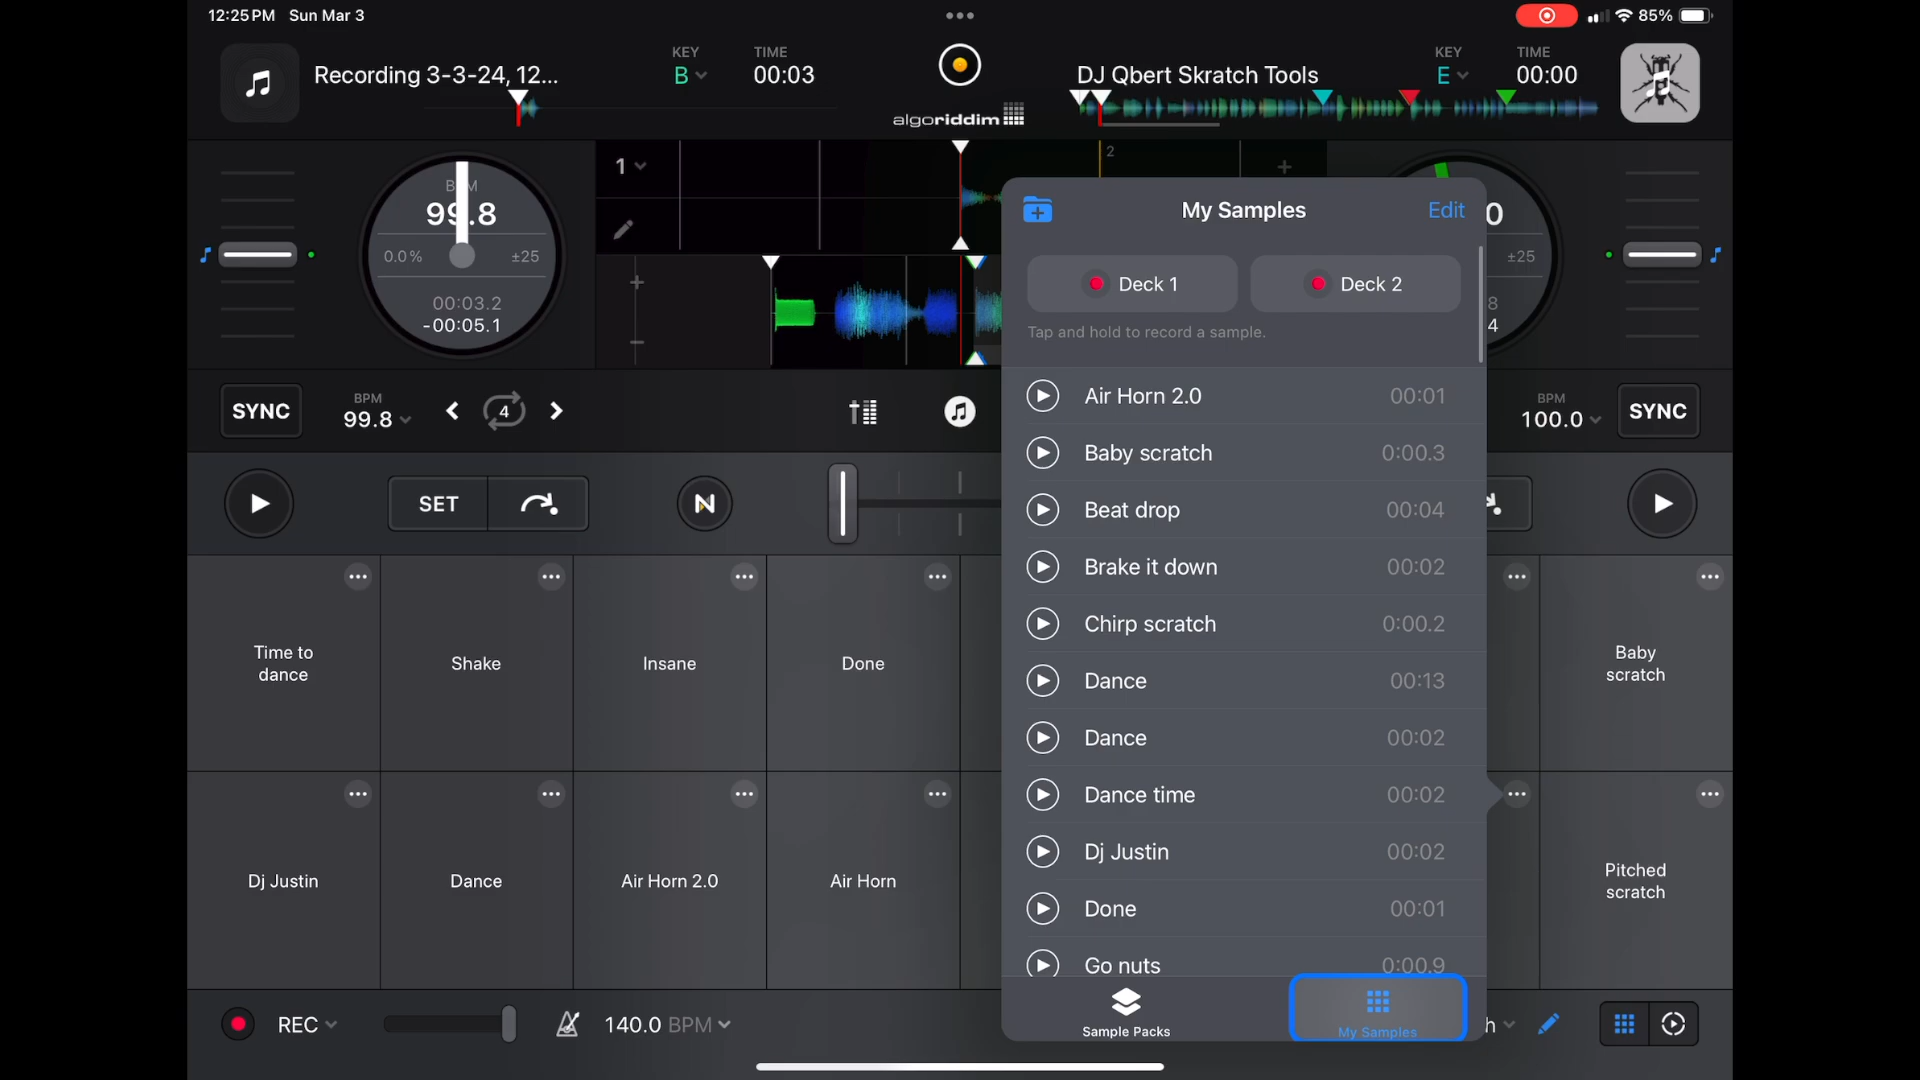 12:25 PM Sun Mar 3
85%
Recording 3-3-24, 12...
KEY
B
TIME
00:03
algoriddim
DJ Qbert Skratch Tools
KEY
E
TIME
00:00
99.8
0.0%
±25
00:03.2
-00:05.1
1
2
My Samples
Edit
Deck 1
Deck 2
Tap and hold to record a sample.
0
±25
8
4
SYNC
BPM
99.8
4
BPM
100.0
SYNC
SET
N
Air Horn 2.0 00:01
Baby scratch 0:00.3
Beat drop 00:04
Brake it down 00:02
Chirp scratch 0:00.2
Dance 00:13
Dance 00:02
Dance time 00:02
Dj Justin 00:02
Done 00:01
Go nuts 0:00.9
Sample Packs
My Samples
Time to
dance
Shake
Insane
Done
Baby
scratch
Dj Justin
Dance
Air Horn 2.0
Air Horn
Pitched
scratch
REC
140.0 BPM
h